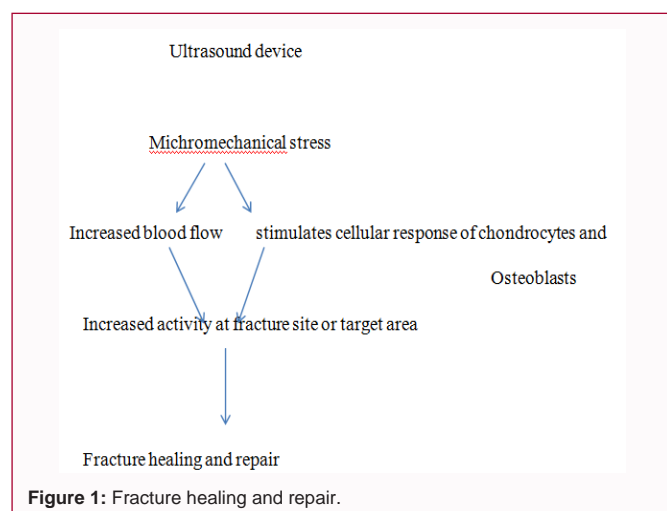 Ultrasound device
Michromechanical stress
Increased blood flow stimulates cellular response of chondrocytes and
Osteoblasts
Increased activity at fracture site or target area
Fracture healing and repair
Figure 1: Fracture healing and repair.